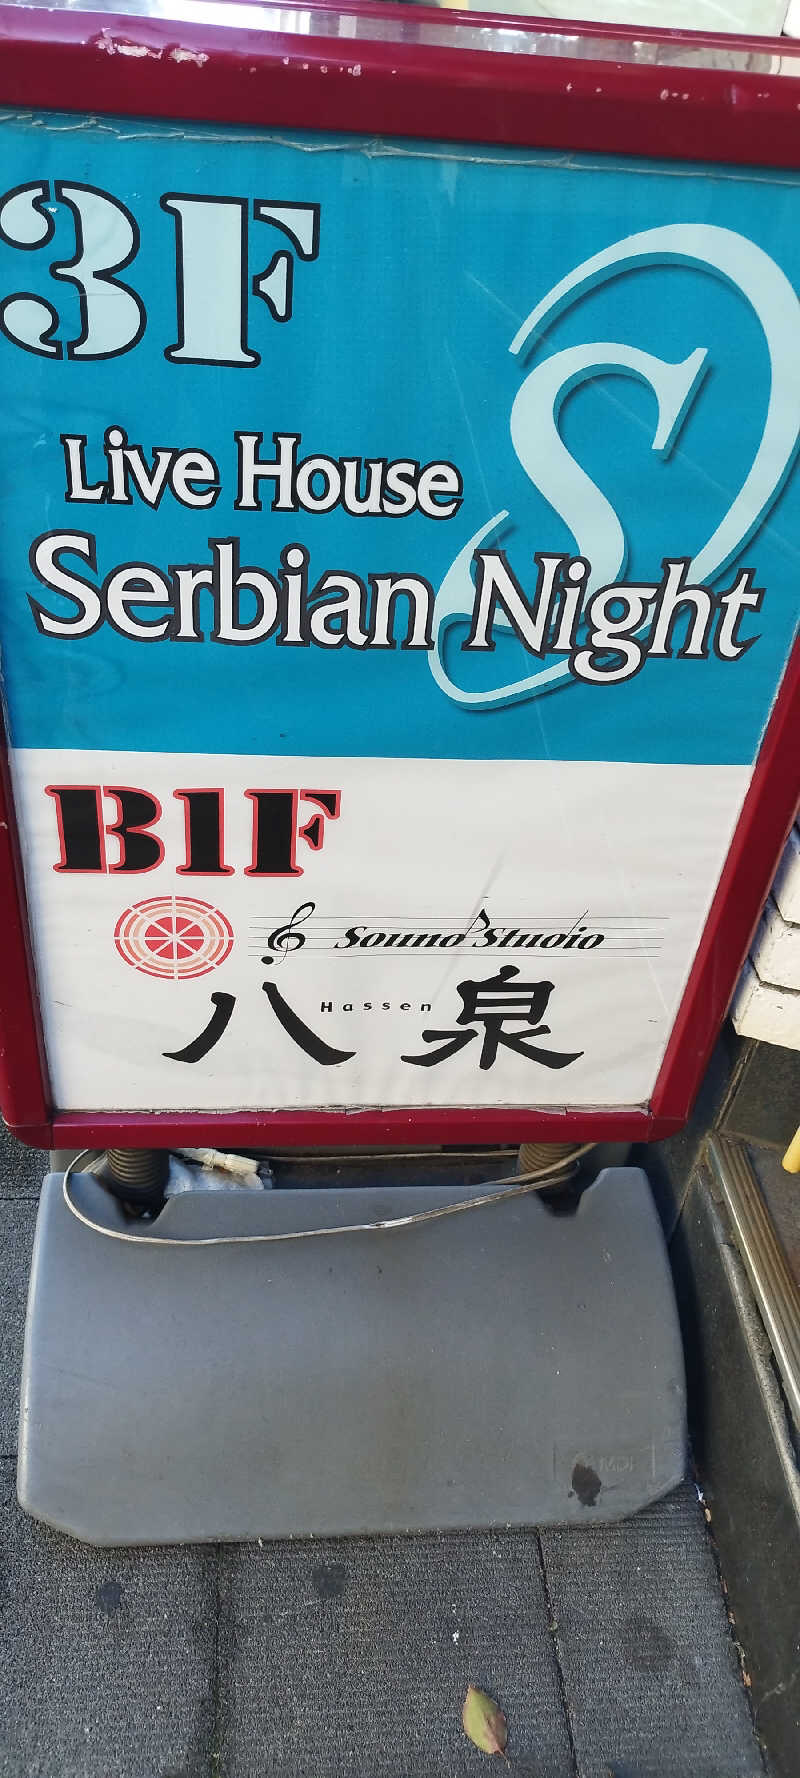 3F
S
Live House
Serbian Night
B1F
Sound Studio
八 Hassen 泉